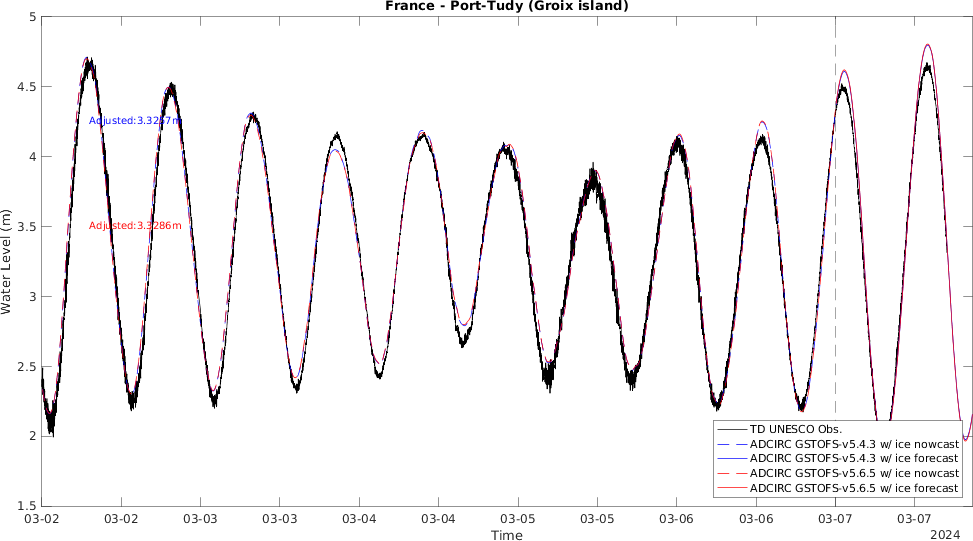 France - Port-Tudy (Groix island)
5
4.5
4
3.5
3
2.5
2
1.5
Water Level (m)
Adjusted:3.3257m
Adjusted:3.3286m
TD UNESCO Obs.
ADCIRC GSTOFS-v5.4.3 w/ ice nowcast
ADCIRC GSTOFS-v5.4.3 w/ ice forecast
ADCIRC GSTOFS-v5.6.5 w/ ice nowcast
ADCIRC GSTOFS-v5.6.5 w/ ice forecast
03-02 03-02 03-03 03-03 03-04 03-04 03-05 03-05 03-06 03-06 03-07 03-07
Time
2024